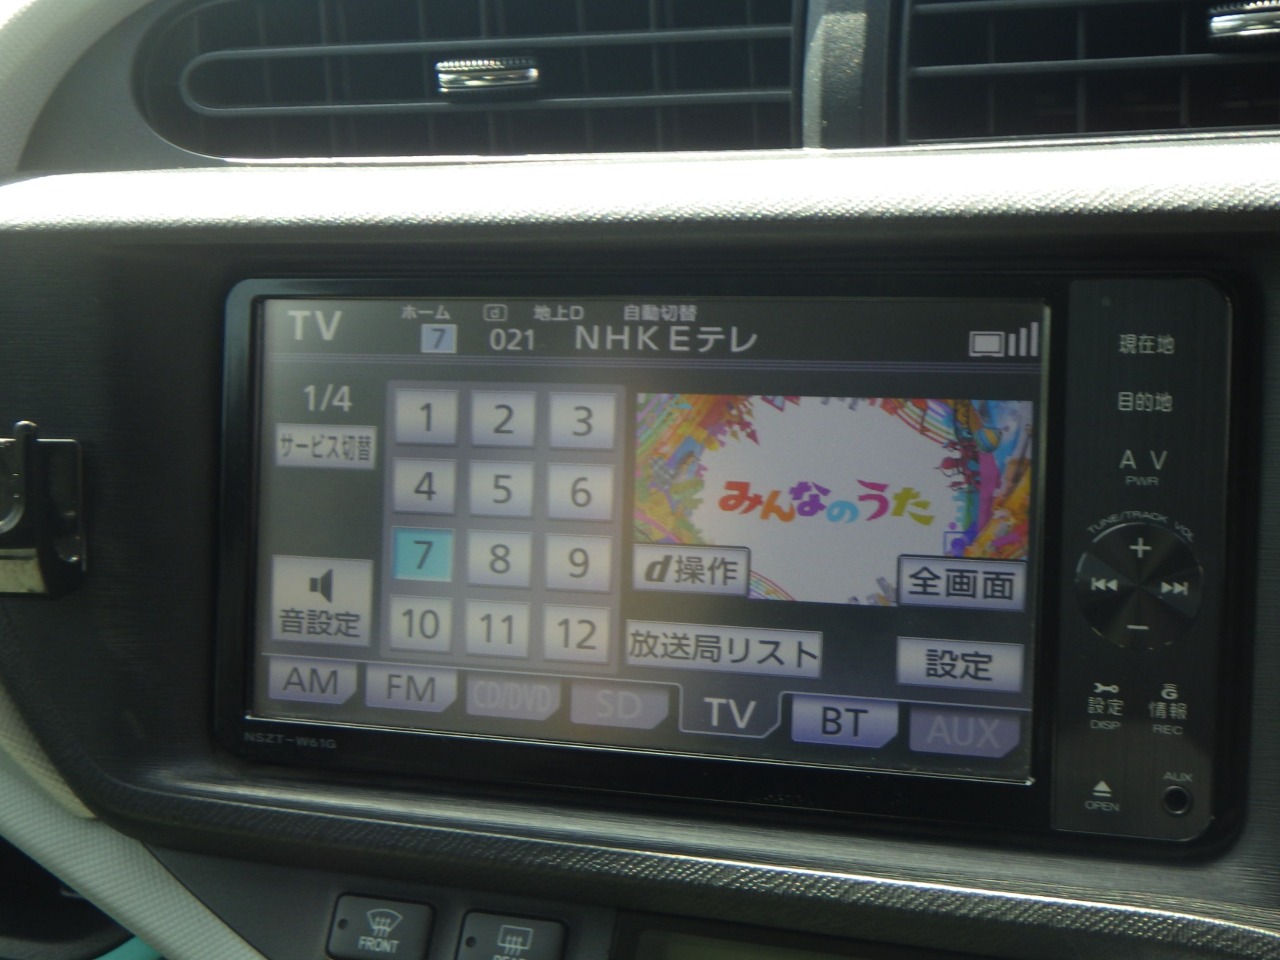 TV
ホーム d 地上D 自動切替
7 021 NHKEテレ
1/4
サービス切替
音設定
1 2 3
4 5 6
7 8 9
10 11 12
みんなのうた
d操作
全画面
放送局リスト
設定
AM FM CD/DVD SD TV BT AUX
NSZT-W61G
現在地
目的地
AV
PWR
TUNE/TRACK VOL
+
−
設定
DISP
G
情報
REC
OPEN
AUX
FRONT